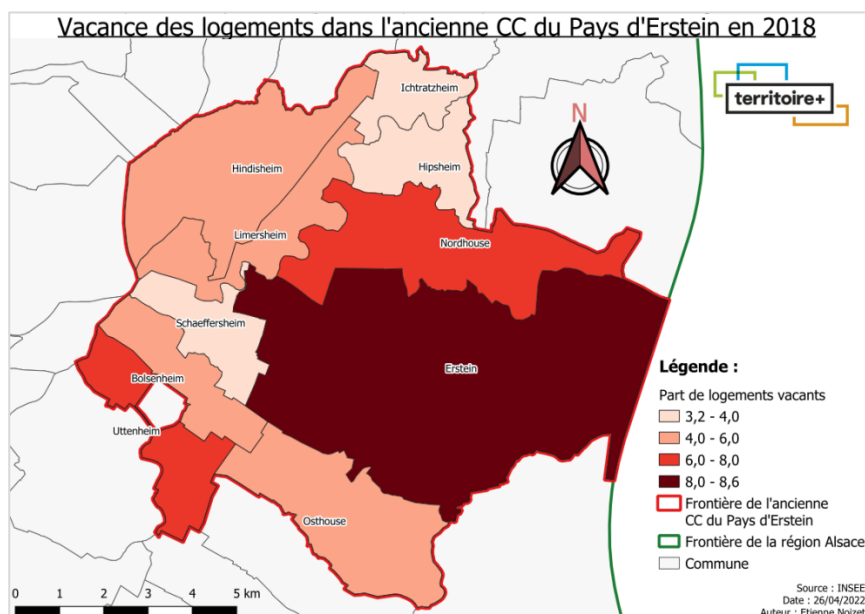 Vacance des logements dans l'ancienne CC du Pays d'Erstein en 2018
Ichtratzheim
territoire+
N
Hindisheim
Hipsheim
Limersheim
Nordhouse
Schaeffersheim
Erstein
Bolsenheim
Uttenheim
Osthouse
Légende :
Part de logements vacants
3,2 - 4,0
4,0 - 6,0
6,0 - 8,0
8,0 - 8,6
Frontière de l'ancienne
CC du Pays d'Erstein
Frontière de la région Alsace
Commune
0 1 2 3 4 5 km
Source : INSEE
Date : 26/04/2022
Auteur : Etienne Noizet